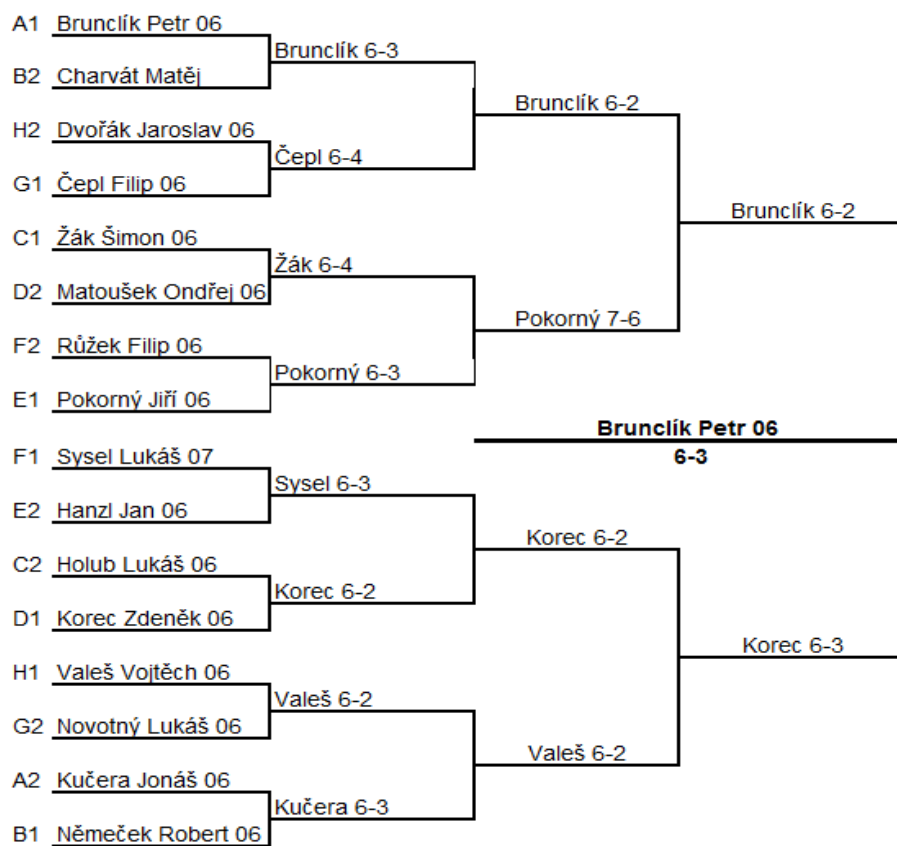 A1 Brunclík Petr 06
Brunclík 6-3
B2 Charvát Matěj
Brunclík 6-2
H2 Dvořák Jaroslav 06
Čepl 6-4
G1 Čepl Filip 06
Brunclík 6-2
C1 Žák Šimon 06
Žák 6-4
D2 Matoušek Ondřej 06
Pokorný 7-6
F2 Růžek Filip 06
Pokorný 6-3
E1 Pokorný Jiří 06
Brunclík Petr 06
6-3
F1 Sysel Lukáš 07
Sysel 6-3
E2 Hanzl Jan 06
Korec 6-2
C2 Holub Lukáš 06
Korec 6-2
D1 Korec Zdeněk 06
Korec 6-3
H1 Valeš Vojtěch 06
Valeš 6-2
G2 Novotný Lukáš 06
Valeš 6-2
A2 Kučera Jonáš 06
Kučera 6-3
B1 Němeček Robert 06